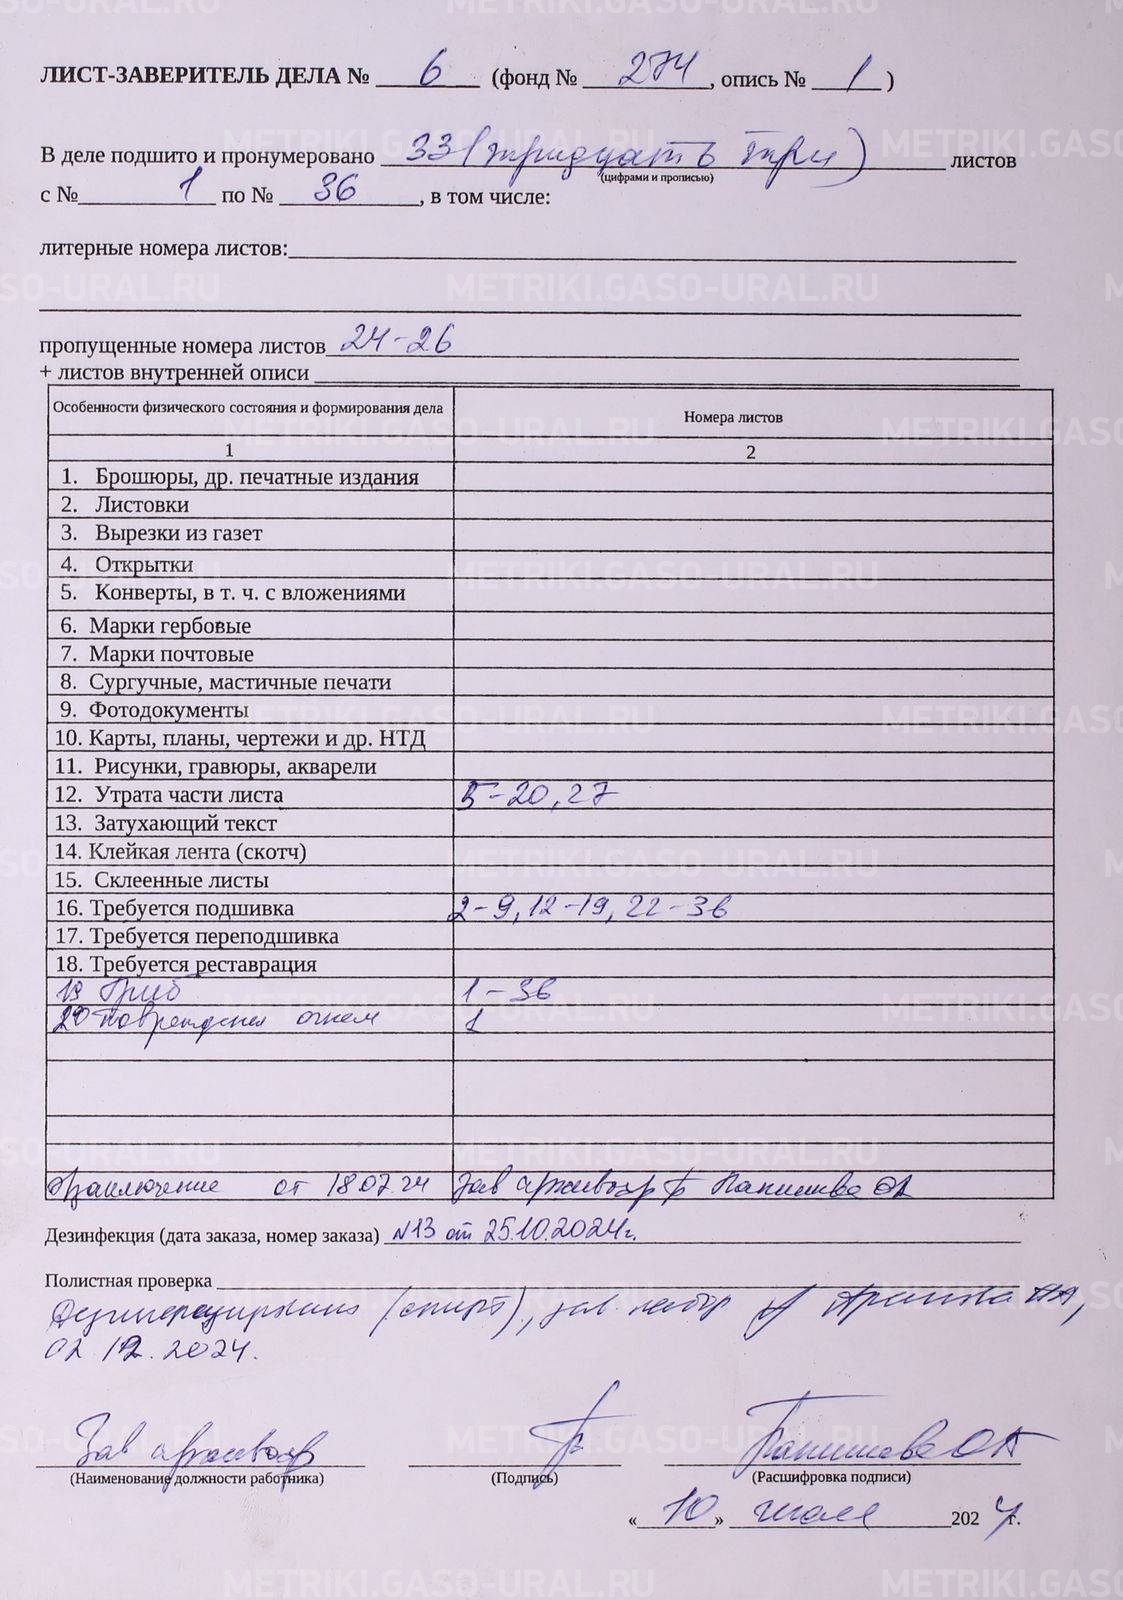 ЛИСТ-ЗАВЕРИТЕЛЬ ДЕЛА № 6 (фонд № 274, опись № 1)
В деле подшито и пронумеровано 33 (тридцать три) листов
(цифрами и прописью)
с № 1 по № 36, в том числе:
литерные номера листов:
пропущенные номера листов 24-26
+ листов внутренней описи
Особенности физического состояния и формирования дела Номера листов
1 2
1. Брошюры, др. печатные издания
2. Листовки
3. Вырезки из газет
4. Открытки
5. Конверты, в т. ч. с вложениями
6. Марки гербовые
7. Марки почтовые
8. Сургучные, мастичные печати
9. Фотодокументы
10. Карты, планы, чертежи и др. НТД
11. Рисунки, гравюры, акварели
12. Утрата части листа 5-20, 27
13. Затухающий текст
14. Клейкая лента (скотч)
15. Склеенные листы
16. Требуется подшивка 2-9, 12-19, 22-36
17. Требуется переподшивка
18. Требуется реставрация
19 Гриб 1-36
20 Повреждения огнем 1
Заключение от 18.07.24 Зав архивохр
Дезинфекция (дата заказа, номер заказа) №13 от 25.10.2024г.
Полистная проверка
Дезинфицировано (спирт), зав.
02.12.2024.
Зав архивохр
(Наименование должности работника) (Подпись) (Расшифровка подписи)
«10» июля 2024 г.
METRIKI.GASO-URAL.RU